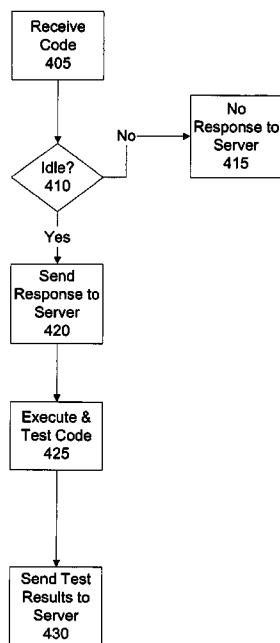 Receive
Code
405
Idle?
410
No
No
Response to
Server
415
Yes
Send
Response to
Server
420
Execute &
Test Code
425
Send Test
Results to
Server
430